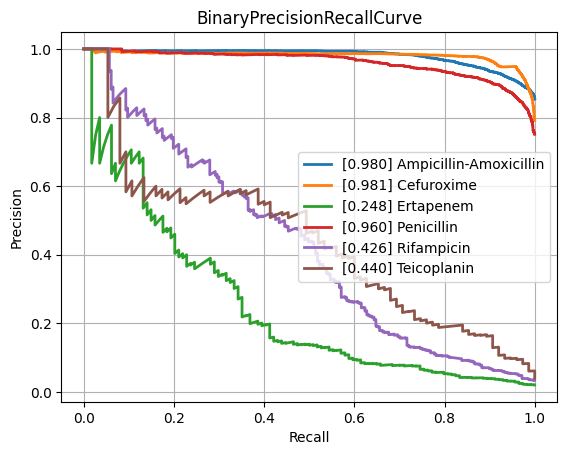 BinaryPrecisionRecallCurve
1.0
0.8
0.6
0.4
0.2
0.0
Precision
[0.980] Ampicillin-Amoxicillin
[0.981] Cefuroxime
[0.248] Ertapenem
[0.960] Penicillin
[0.426] Rifampicin
[0.440] Teicoplanin
0.0 0.2 0.4 0.6 0.8 1.0
Recall